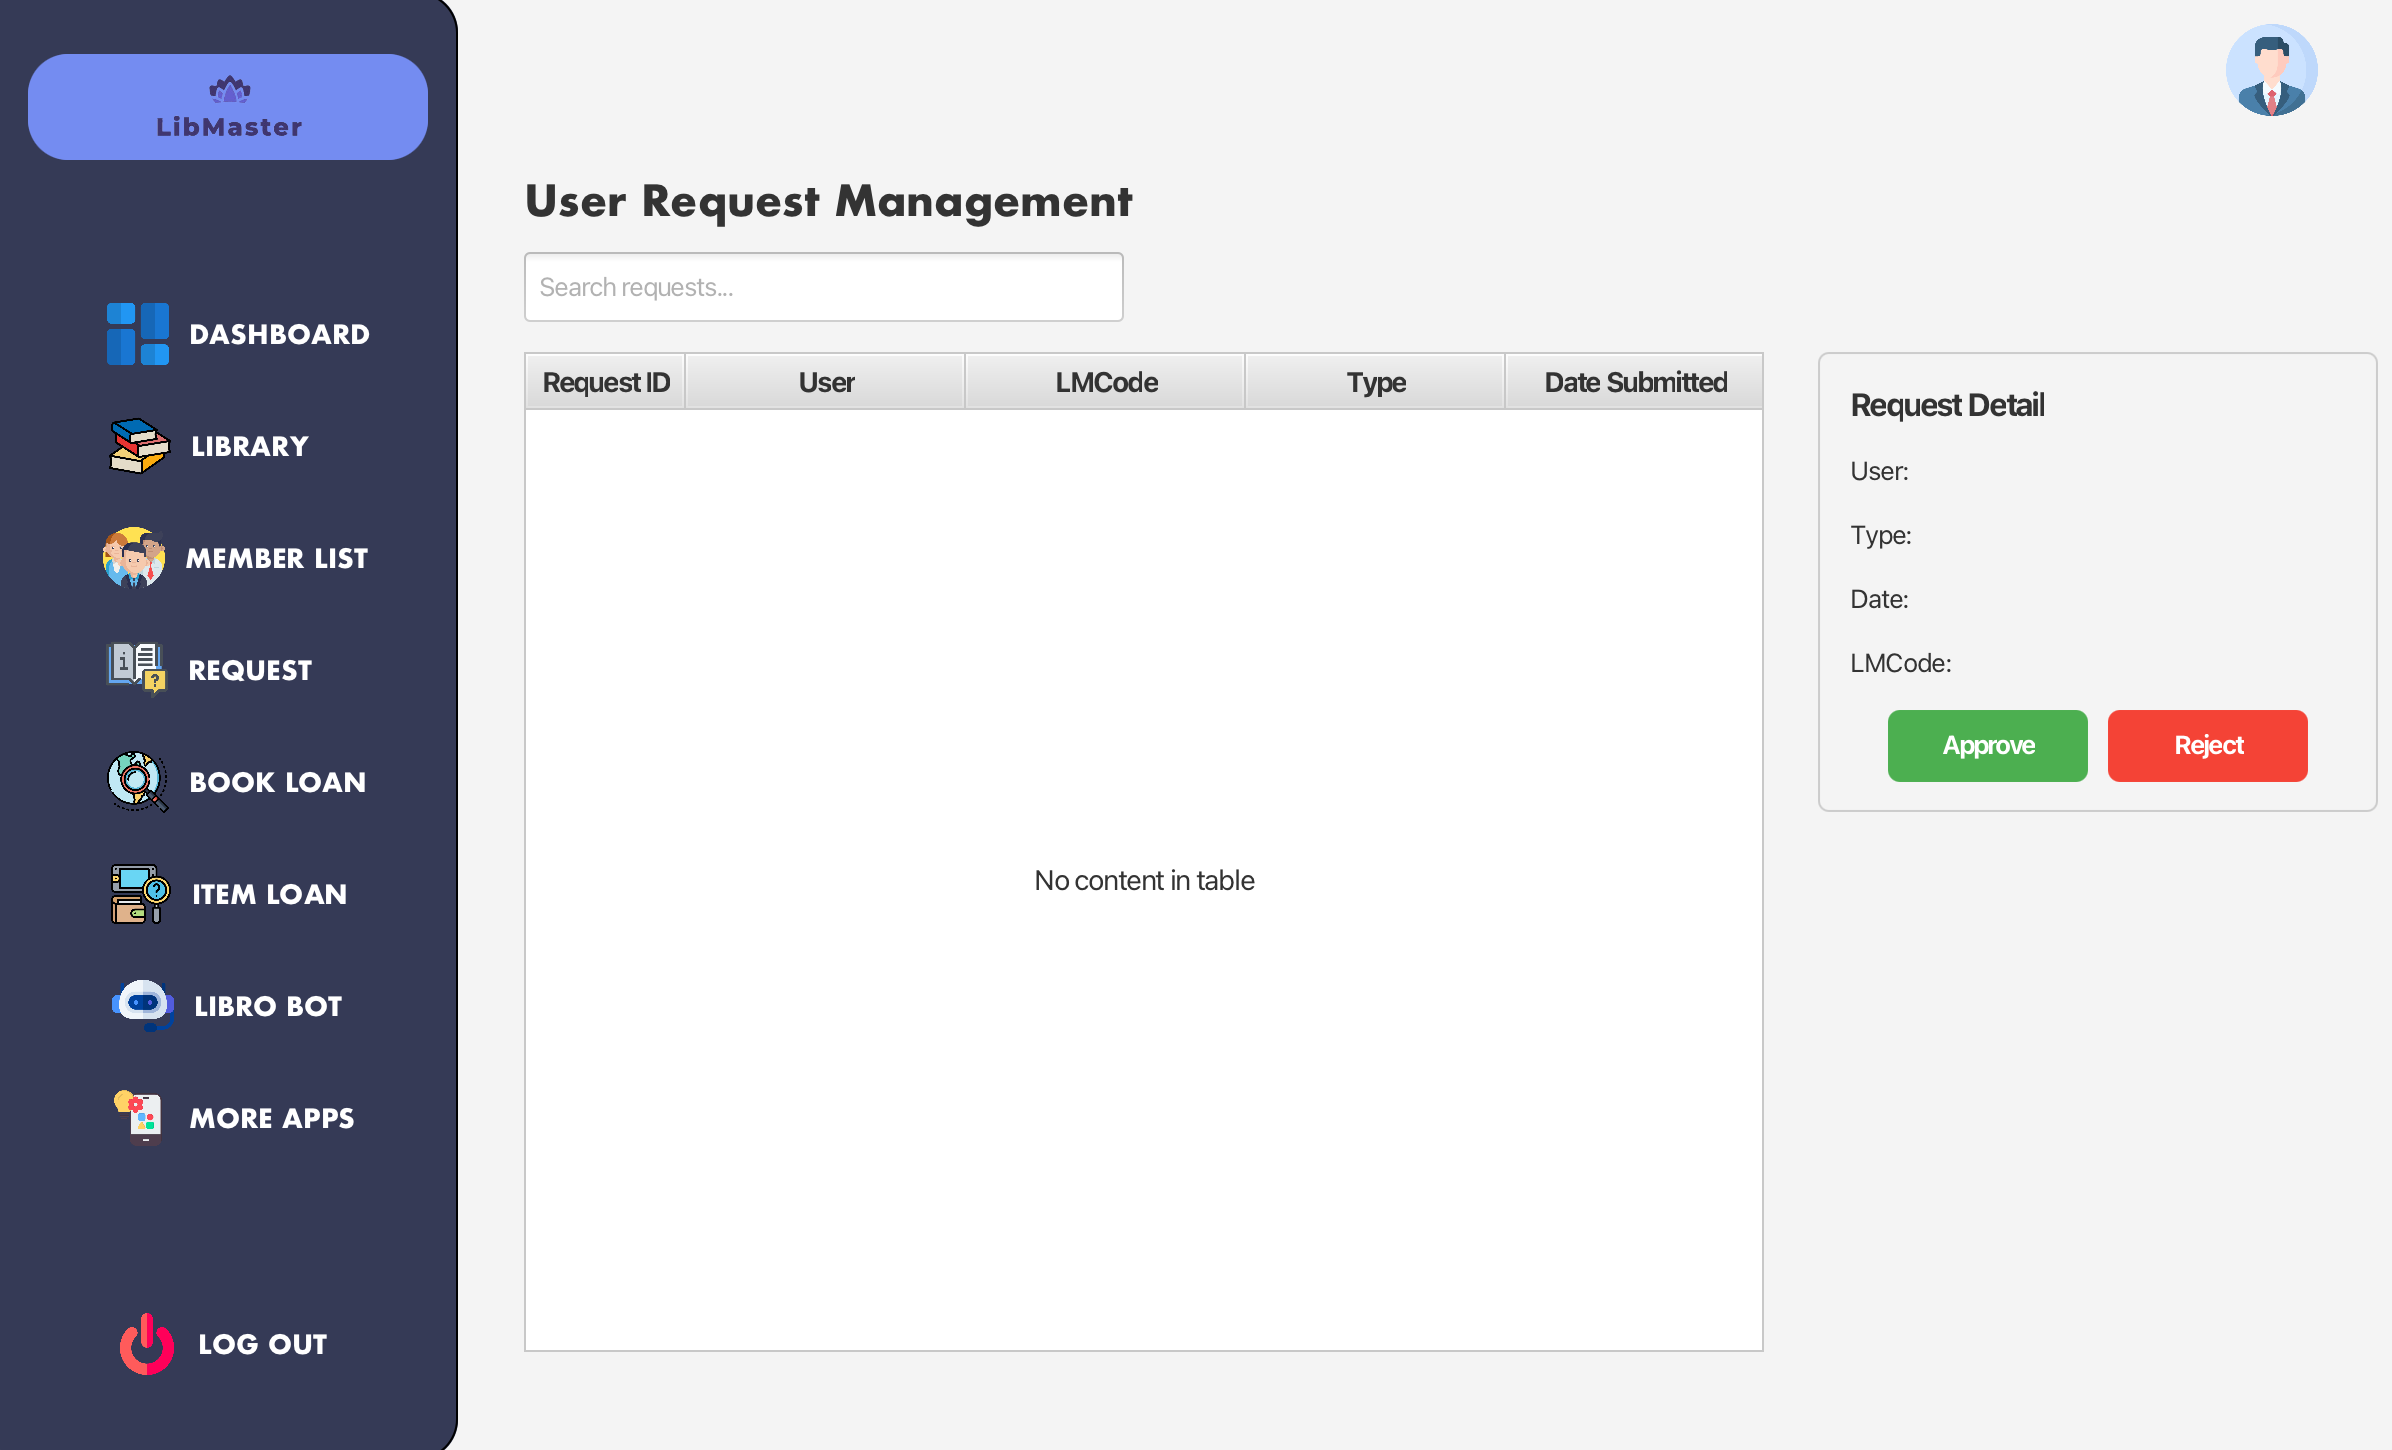 LibMaster
DASHBOARD
LIBRARY
MEMBER LIST
REQUEST
BOOK LOAN
ITEM LOAN
LIBRO BOT
MORE APPS
LOG OUT
User Request Management
Search requests...
Request ID User LMCode Type Date Submitted
No content in table
Request Detail
User:
Type:
Date:
LMCode:
Approve Reject